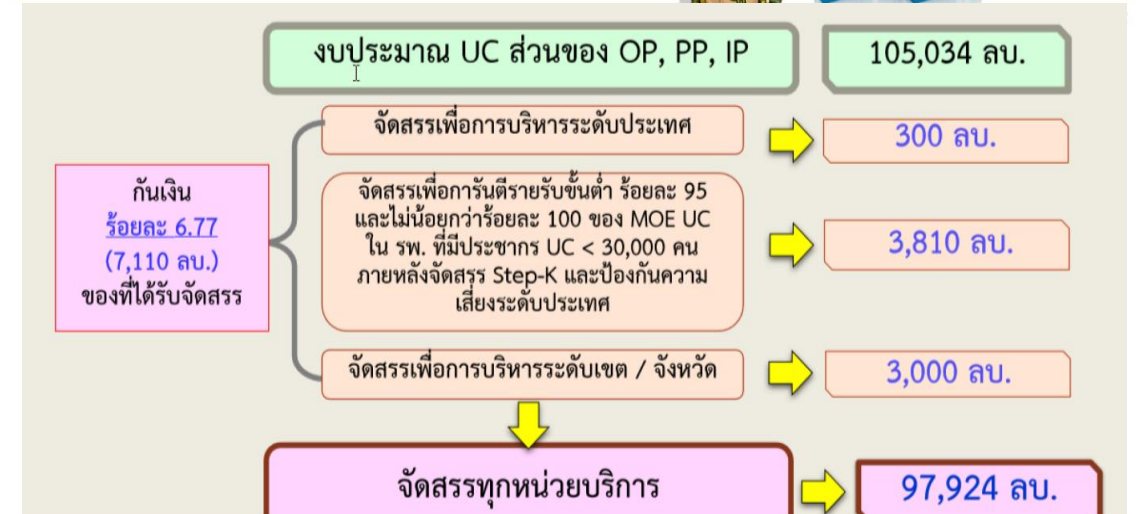 งบประมาณ UC ส่วนของ OP, PP, IP
105,034 ลบ.
จัดสรรเพื่อการบริหารระดับประเทศ
300 ลบ.
กันเงิน
ร้อยละ 6.77
(7,110 ลบ.)
ของที่ได้รับจัดสรร
จัดสรรเพื่อการันตีรายรับขั้นต่ำ ร้อยละ 95
และไม่น้อยกว่าร้อยละ 100 ของ MOE UC
ใน รพ. ที่มีประชากร UC < 30,000 คน
ภายหลังจัดสรร Step-K และป้องกันความ
เสี่ยงระดับประเทศ
3,810 ลบ.
จัดสรรเพื่อการบริหารระดับเขต / จังหวัด
3,000 ลบ.
จัดสรรทุกหน่วยบริการ
97,924 ลบ.